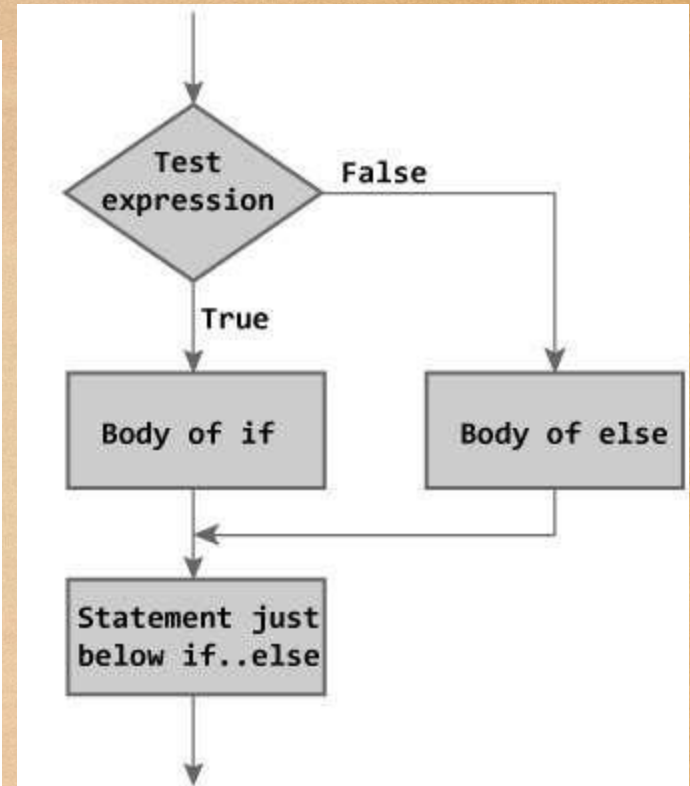 Test
expression
False
True
Body of if
Body of else
Statement just
below if..else